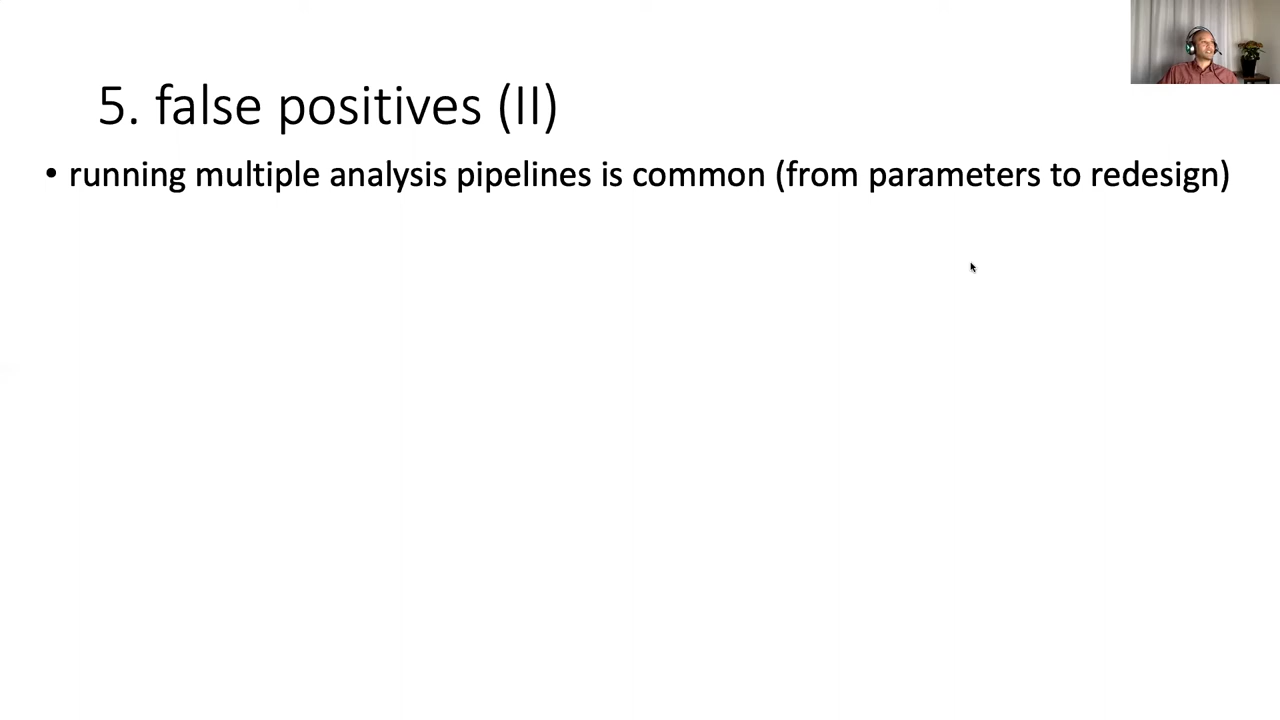 5. false positives (II)
• running multiple analysis pipelines is common (from parameters to redesign)